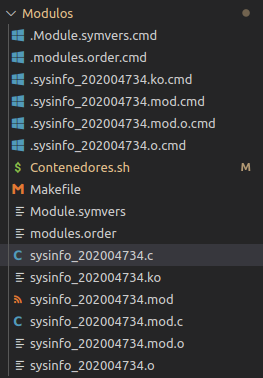 Modulos
.Module.symvers.cmd
.modules.order.cmd
.sysinfo_202004734.ko.cmd
.sysinfo_202004734.mod.cmd
.sysinfo_202004734.mod.o.cmd
.sysinfo_202004734.o.cmd
$ Contenedores.sh M
M Makefile
Module.symvers
modules.order
C sysinfo_202004734.c
sysinfo_202004734.ko
sysinfo_202004734.mod
C sysinfo_202004734.mod.c
sysinfo_202004734.mod.o
sysinfo_202004734.o